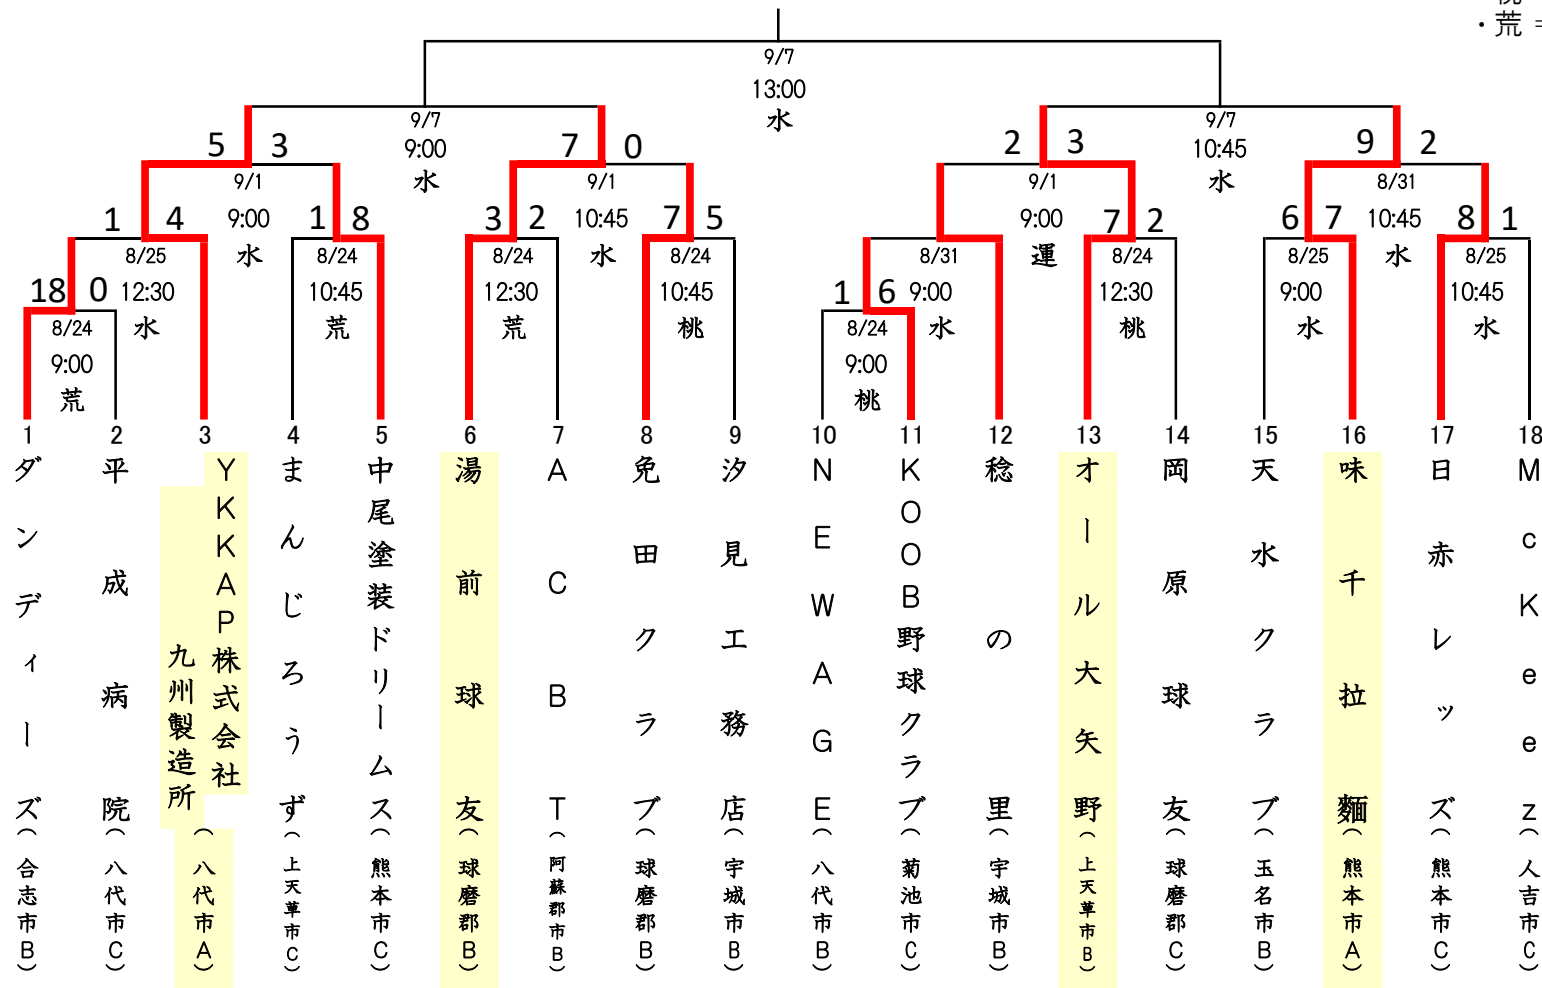 ・荒
9/7
13:00
水
9/7
9:00
水
9/7
10:45
水
5 3
7 0
2 3
9 2
9/1
9:00
水
9/1
10:45
水
9/1
9:00
運
8/31
10:45
水
1 4
1 8
3 2
7 5
7 2
6 7
8 1
8/25
12:30
水
8/24
10:45
荒
8/24
12:30
荒
8/24
10:45
桃
8/31
9:00
水
8/24
12:30
桃
8/25
9:00
水
8/25
10:45
水
18 0
8/24
9:00
荒
1 6
8/24
9:00
桃
1 2 3 4 5 6 7 8 9 10 11 12 13 14 15 16 17 18
ダンディーズ(合志市B)
平成病院(八代市C)
YKKAP株式会社
九州製造所
(八代市A)
まんじろうず(上天草市C)
中尾塗装ドリームス(熊本市C)
湯前球友(球磨郡B)
ACBT(阿蘇郡市B)
免田クラブ(球磨郡B)
汐見工務店(宇城市B)
NEWAGE(八代市B)
KOOB野球クラブ(菊池市C)
稔の里(宇城市B)
オール大矢野(上天草市B)
岡原球友(球磨郡C)
天水クラブ(玉名市B)
味千拉麵(熊本市A)
日赤レッズ(熊本市C)
McKeez(人吉市C)